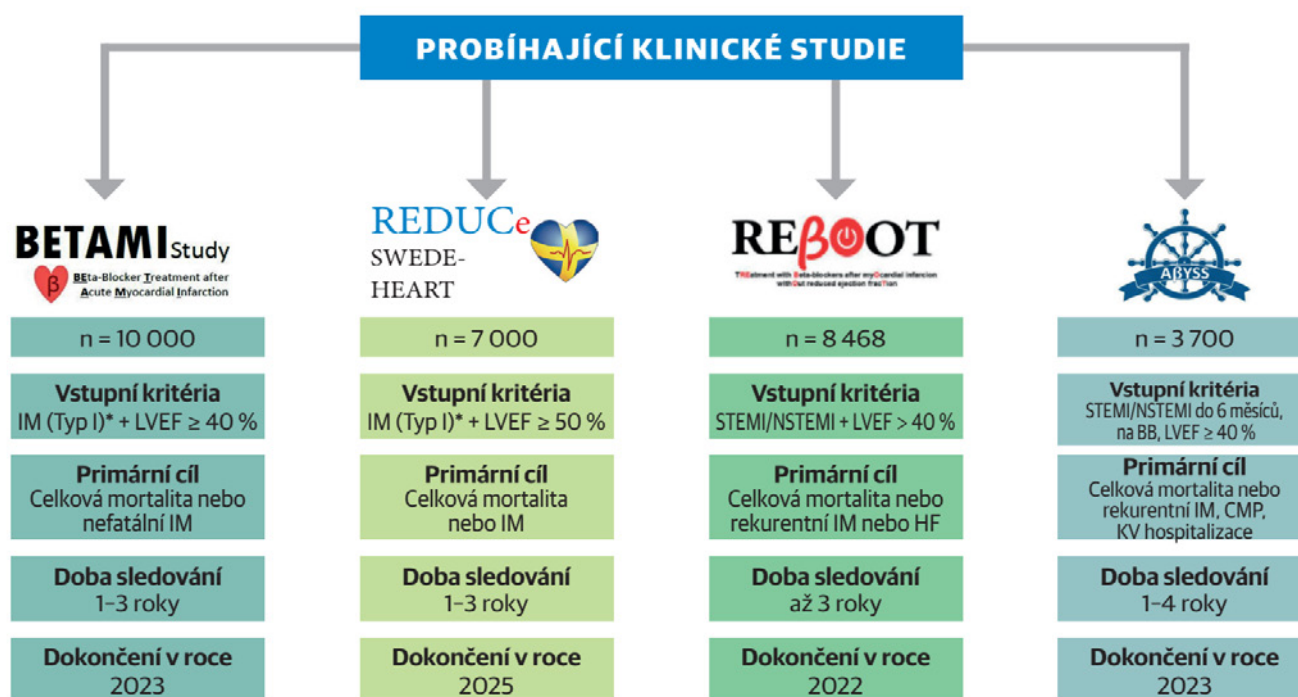 PROBÍHAJÍCÍ KLINICKÉ STUDIE
BETAMI Study
β
BEta-Blocker Treatment after
Acute Myocardial Infarction
n = 10 000
Vstupní kritéria
IM (Typ I)* + LVEF ≥ 40 %
Primární cíl
Celková mortalita nebo
nefatální IM
Doba sledování
1–3 roky
Dokončení v roce
2023
REDUCe
SWEDE-
HEART
n = 7 000
Vstupní kritéria
IM (Typ I)* + LVEF ≥ 50 %
Primární cíl
Celková mortalita
nebo IM
Doba sledování
1–3 roky
Dokončení v roce
2025
REβOOT
TREatment with Beta-blockers after myOcardial infarction
withOut reduced ejection fracTion
n = 8 468
Vstupní kritéria
STEMI/NSTEMI + LVEF > 40 %
Primární cíl
Celková mortalita nebo
rekurentní IM nebo HF
Doba sledování
až 3 roky
Dokončení v roce
2022
AβYSS
n = 3 700
Vstupní kritéria
STEMI/NSTEMI do 6 měsíců,
na BB, LVEF ≥ 40 %
Primární cíl
Celková mortalita nebo
rekurentní IM, CMP,
KV hospitalizace
Doba sledování
1–4 roky
Dokončení v roce
2023